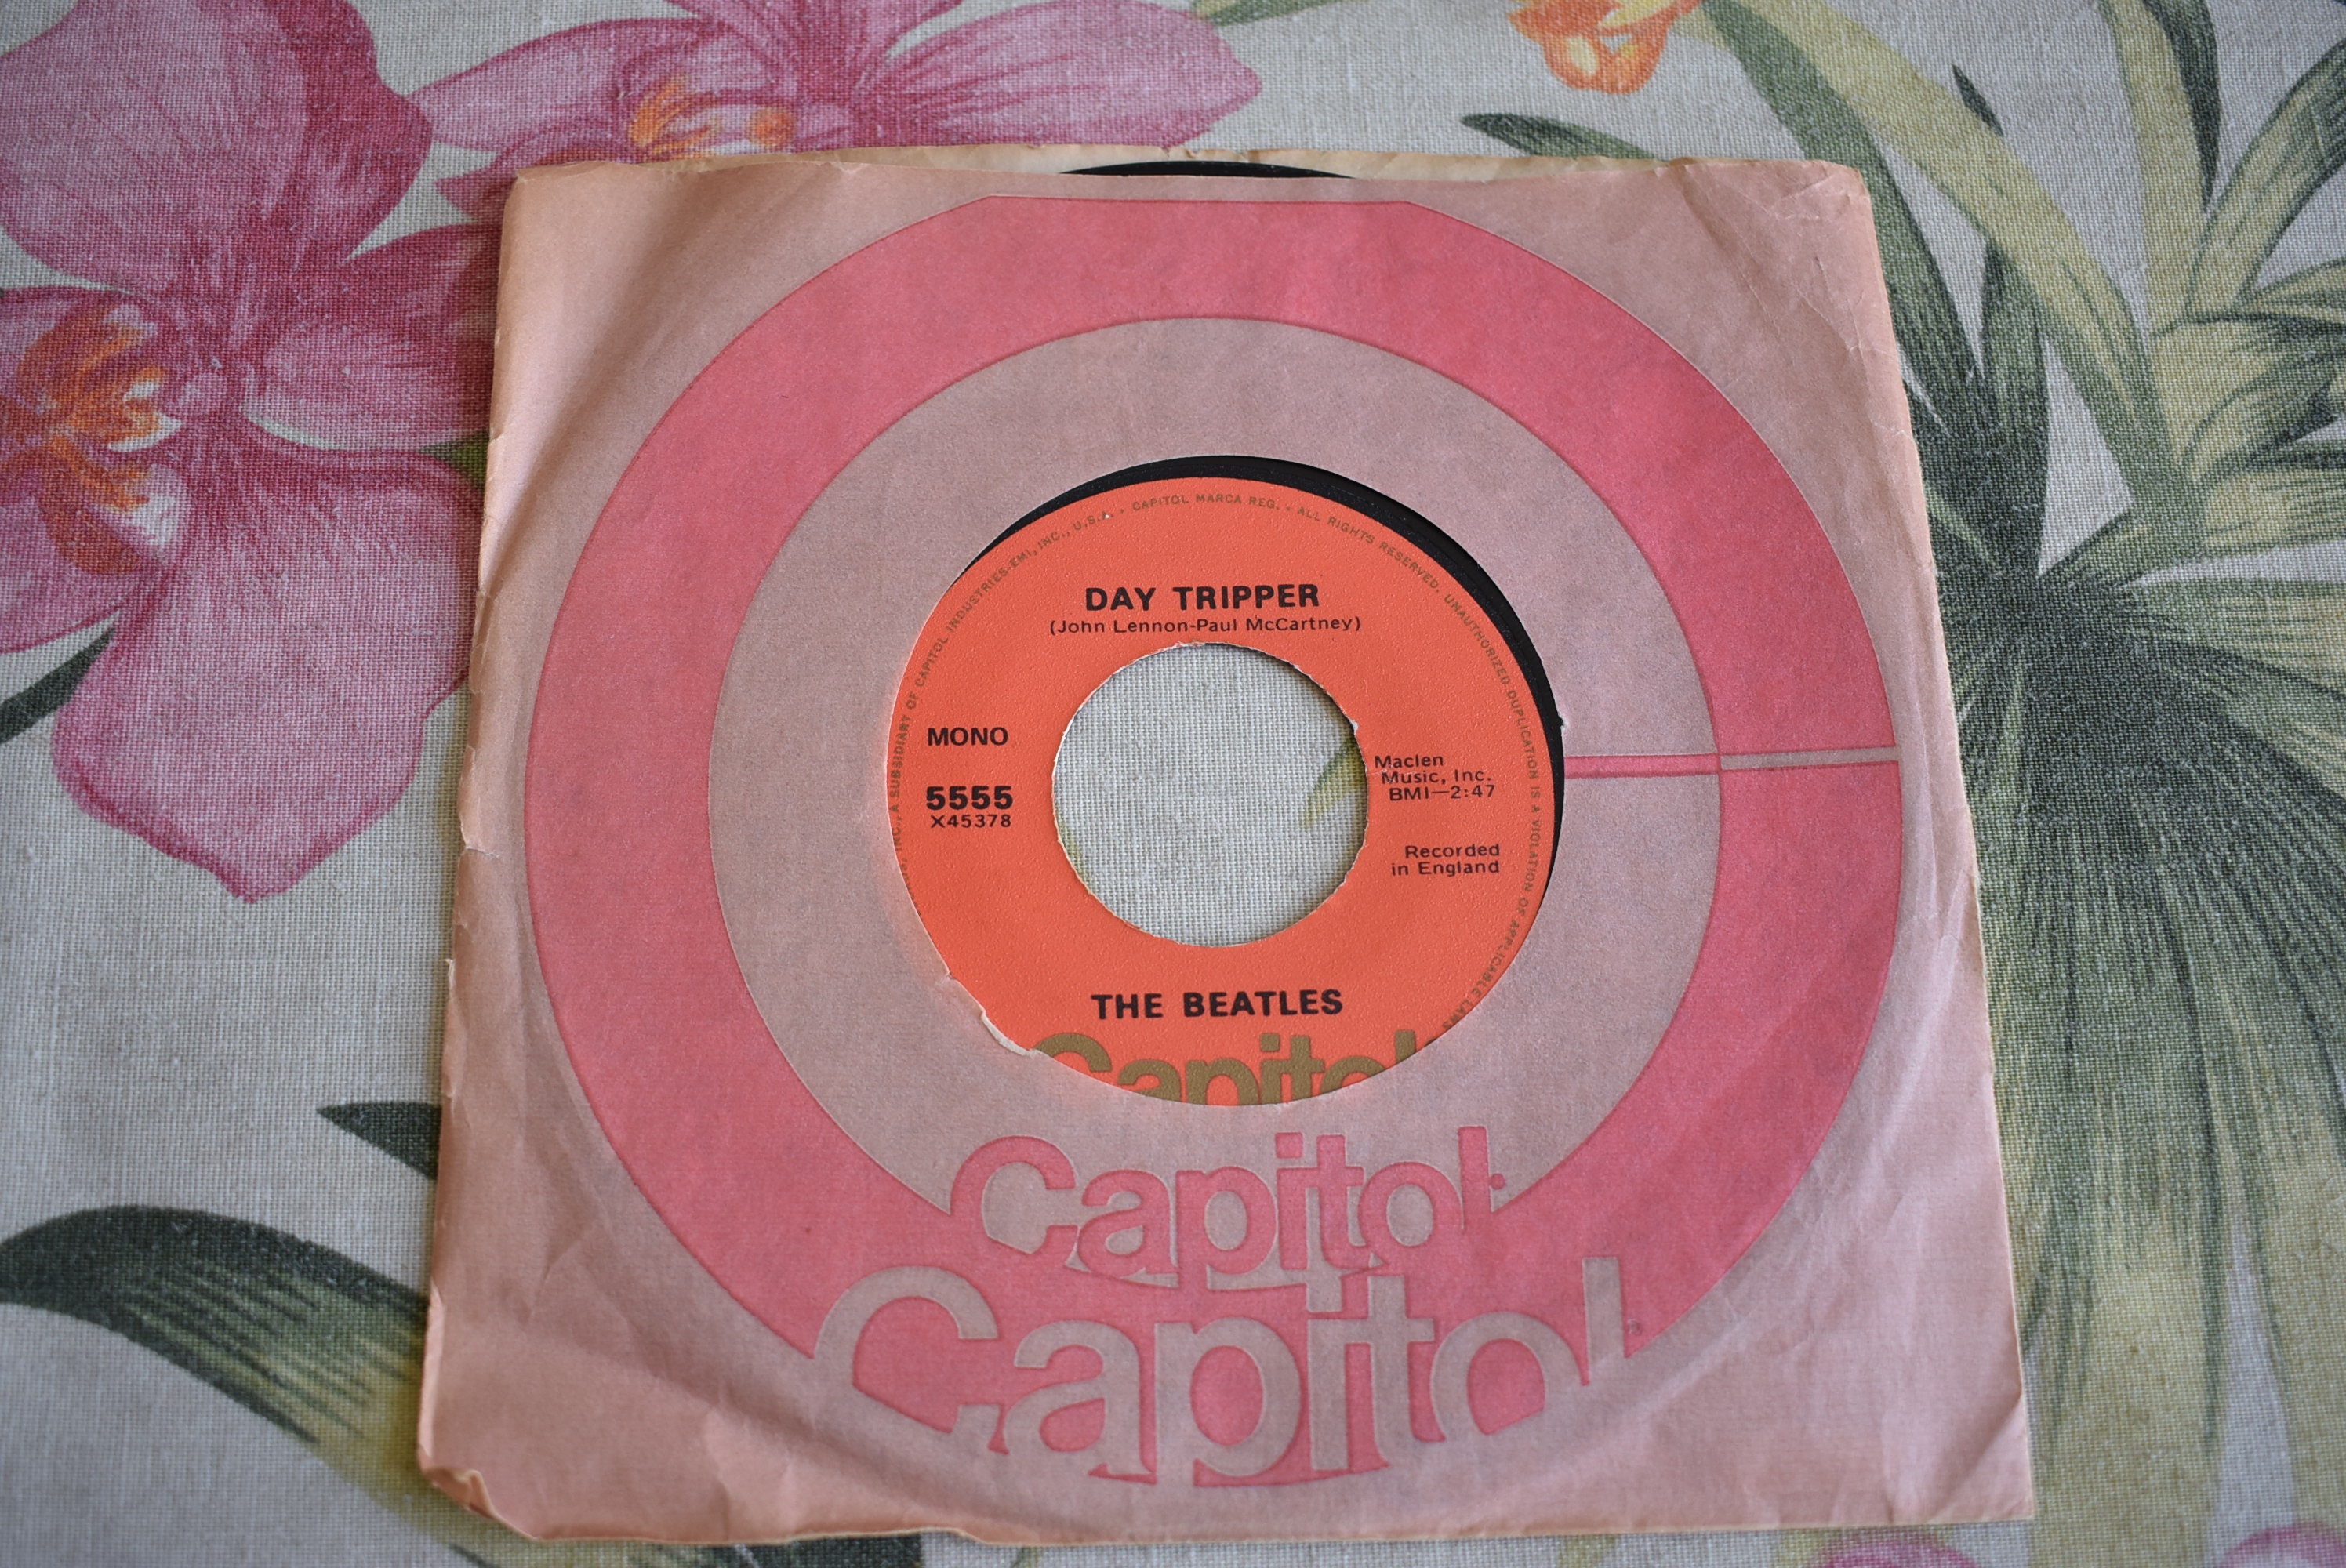 INC., A SUBSIDIARY OF CAPITOL INDUSTRIES-EMI, INC., U.S.A. • CAPITOL MARCA REG. • ALL RIGHTS RESERVED. UNAUTHORIZED DUPLICATION IS A VIOLATION OF APPLICABLE LAWS
DAY TRIPPER
(John Lennon-Paul McCartney)
MONO
5555
X45378
Maclen
Music, Inc.
BMI—2:47
Recorded
in England
THE BEATLES
Capitol
Capitol
Capitol